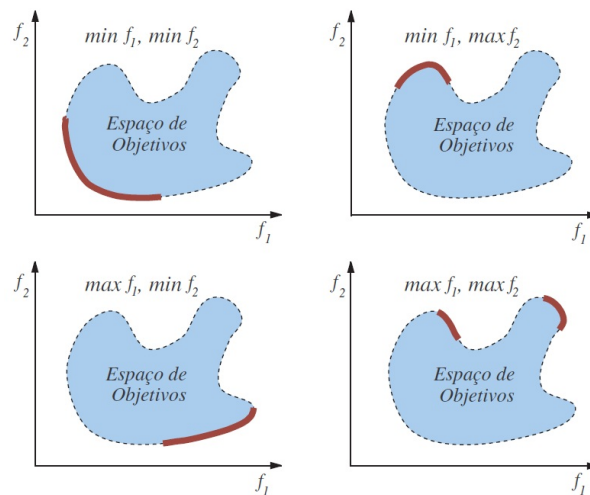 f2
min f1, min f2
Espaço de
Objetivos
f1
f2
min f1, max f2
Espaço de
Objetivos
f1
f2
max f1, min f2
Espaço de
Objetivos
f1
f2
max f1, max f2
Espaço de
Objetivos
f1